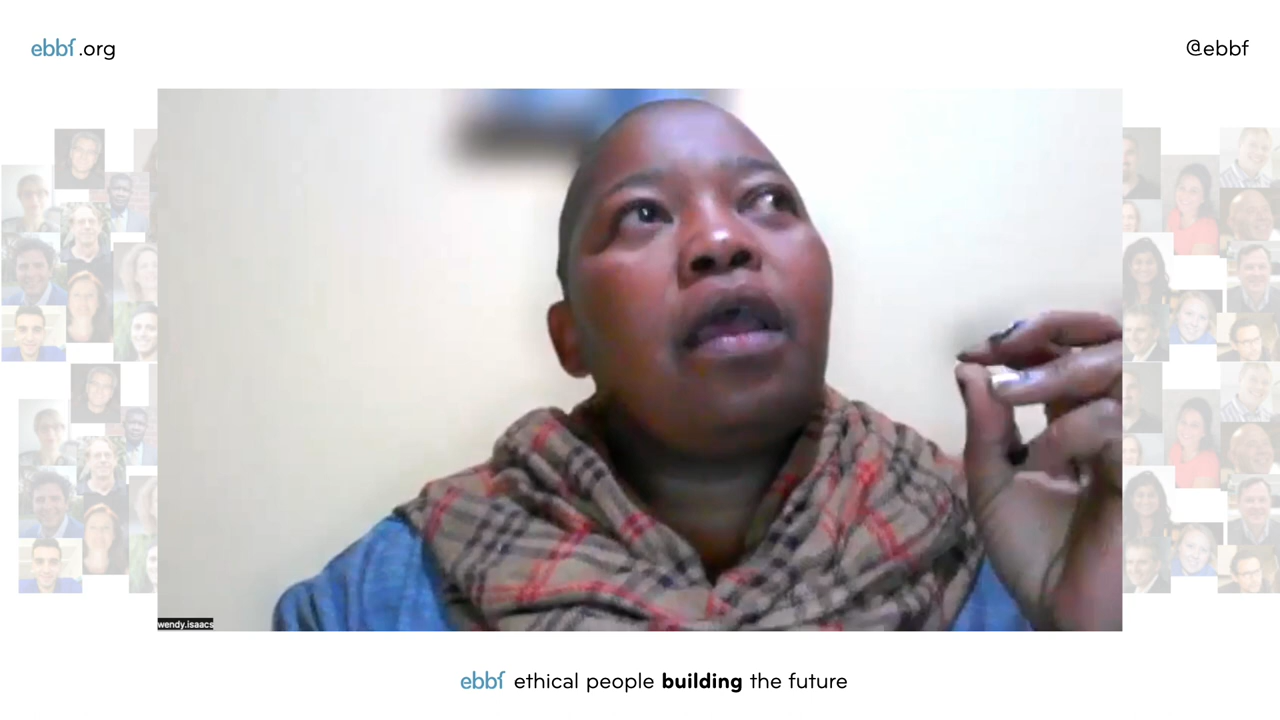 ebbf.org
@ebbf
wendy.isaacs
ebbf ethical people building the future